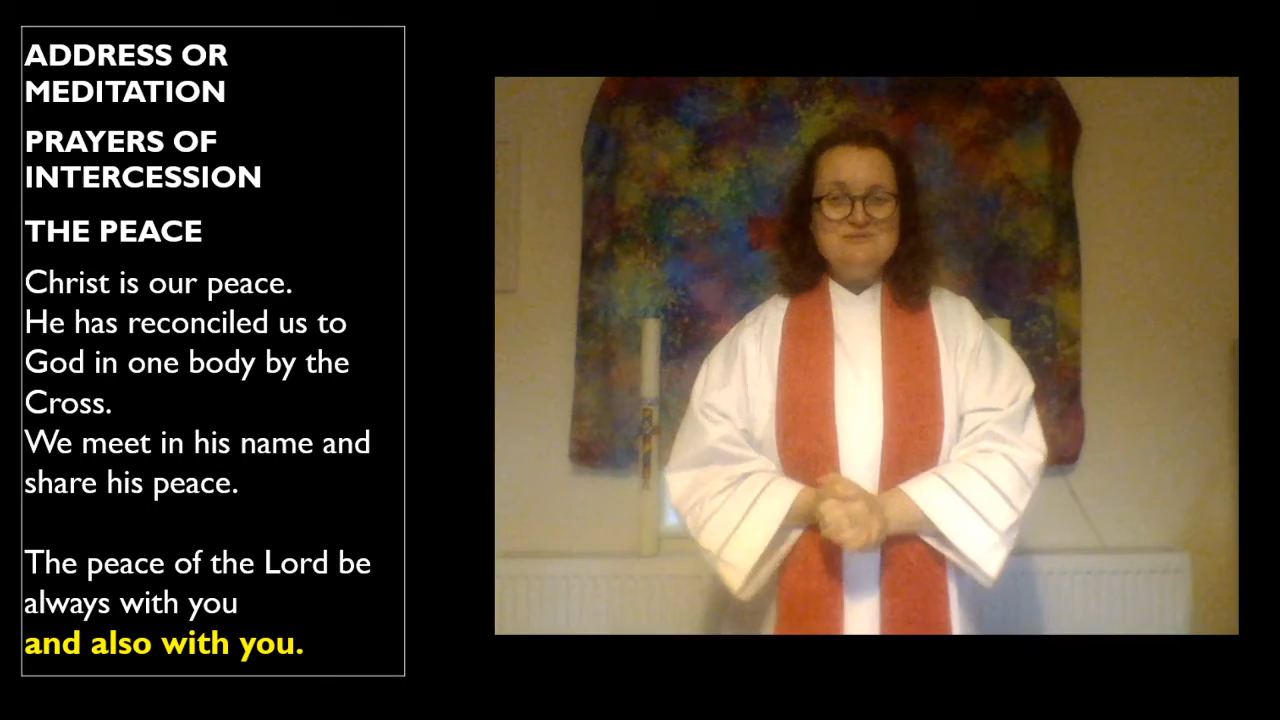 ADDRESS OR
MEDITATION
PRAYERS OF
INTERCESSION
THE PEACE
Christ is our peace.
He has reconciled us to
God in one body by the
Cross.
We meet in his name and
share his peace.
The peace of the Lord be
always with you
and also with you.